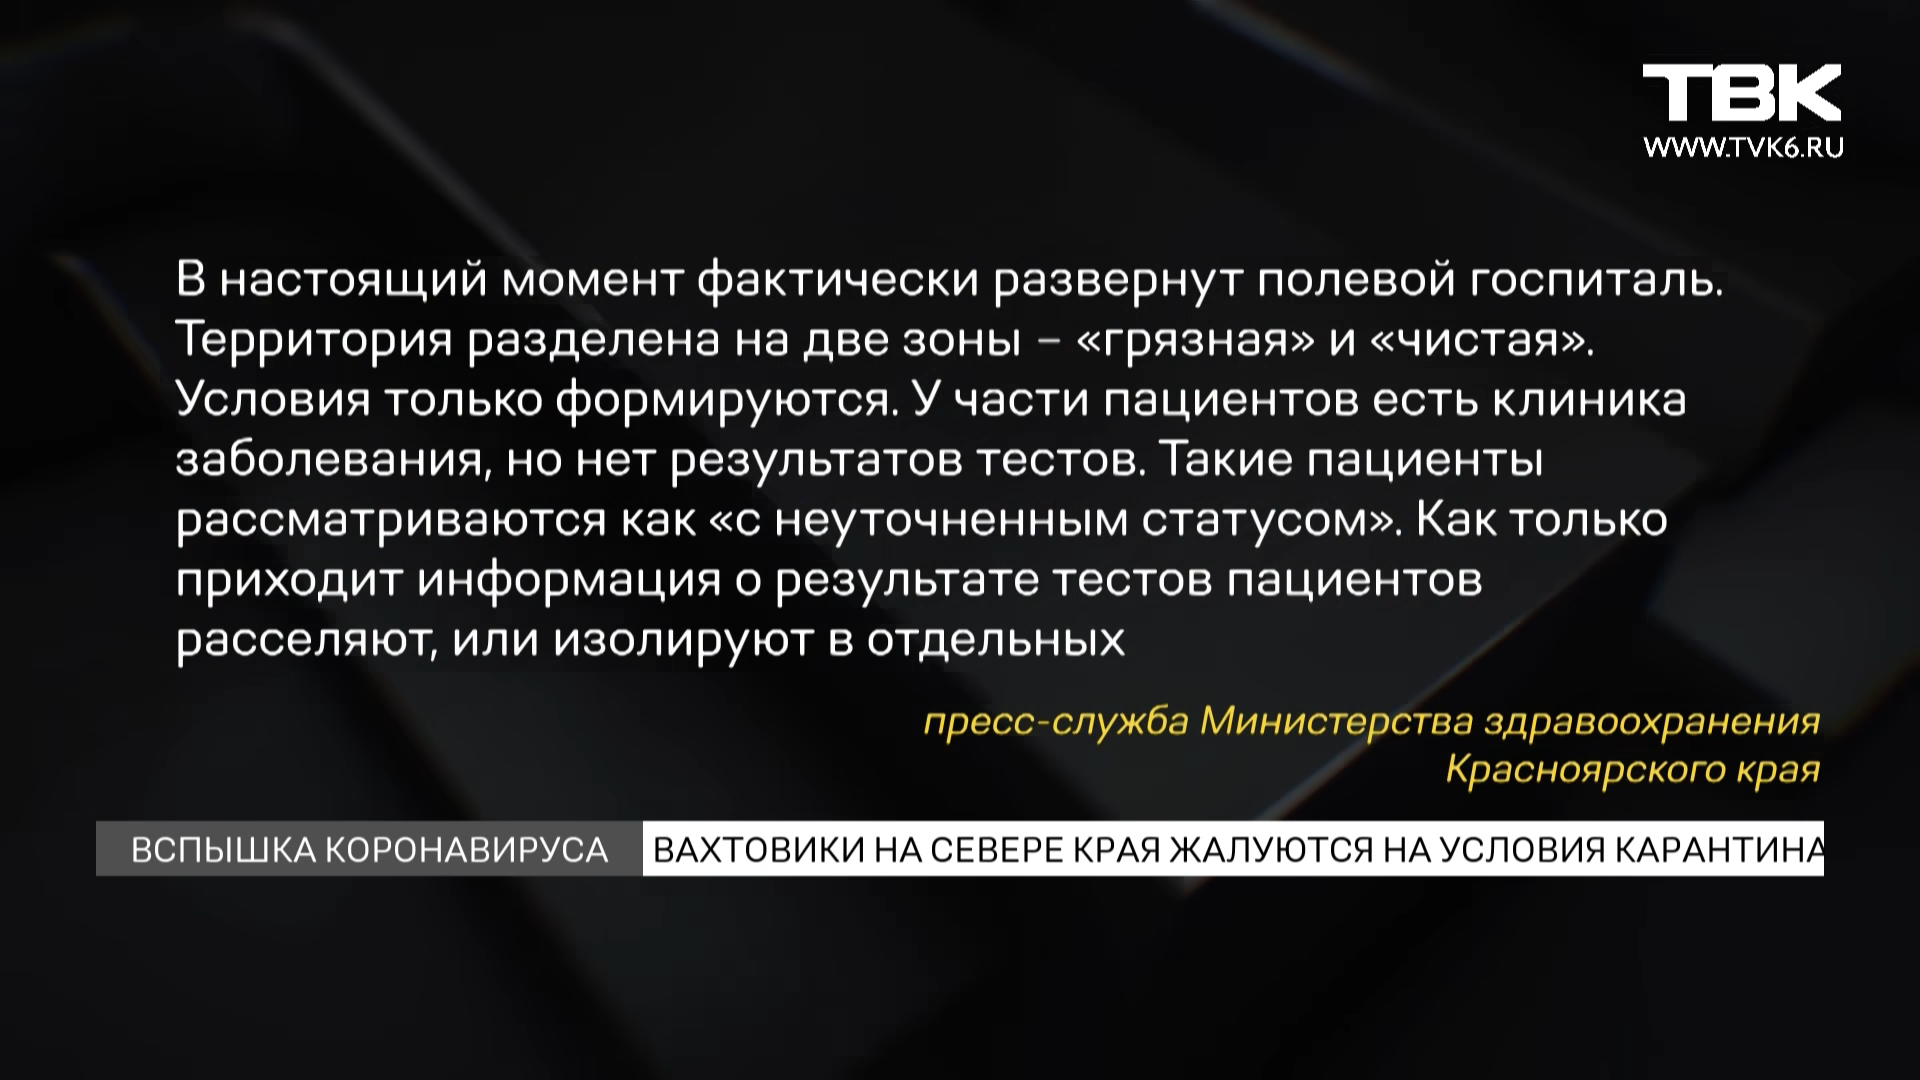 ТВК
WWW.TVK6.RU
В настоящий момент фактически развернут полевой госпиталь.
Территория разделена на две зоны – «грязная» и «чистая».
Условия только формируются. У части пациентов есть клиника
заболевания, но нет результатов тестов. Такие пациенты
рассматриваются как «с неуточненным статусом». Как только
приходит информация о результате тестов пациентов
расселяют, или изолируют в отдельных
пресс-служба Министерства здравоохранения
Красноярского края
ВСПЫШКА КОРОНАВИРУСА ВАХТОВИКИ НА СЕВЕРЕ КРАЯ ЖАЛУЮТСЯ НА УСЛОВИЯ КАРАНТИНА